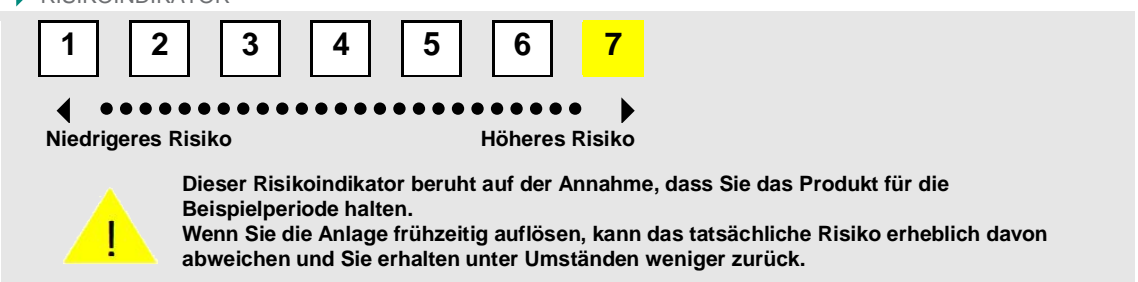 RISIKOINDIKATOR
1 2 3 4 5 6 7
Niedrigeres Risiko Höheres Risiko
Dieser Risikoindikator beruht auf der Annahme, dass Sie das Produkt für die
Beispielperiode halten.
!
Wenn Sie die Anlage frühzeitig auflösen, kann das tatsächliche Risiko erheblich davon
abweichen und Sie erhalten unter Umständen weniger zurück.